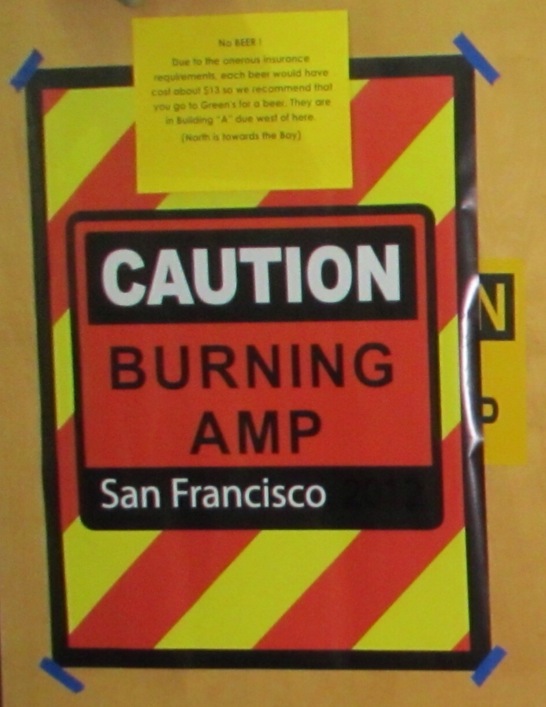 No BEER !
Due to the onerous insurance
requirements, each beer would have
cost about $13 so we recommend that
you go to Green's for a beer. They are
in Building "A" due west of here.
(North is towards the Bay)
CAUTION
BURNING
AMP
San Francisco
N
P